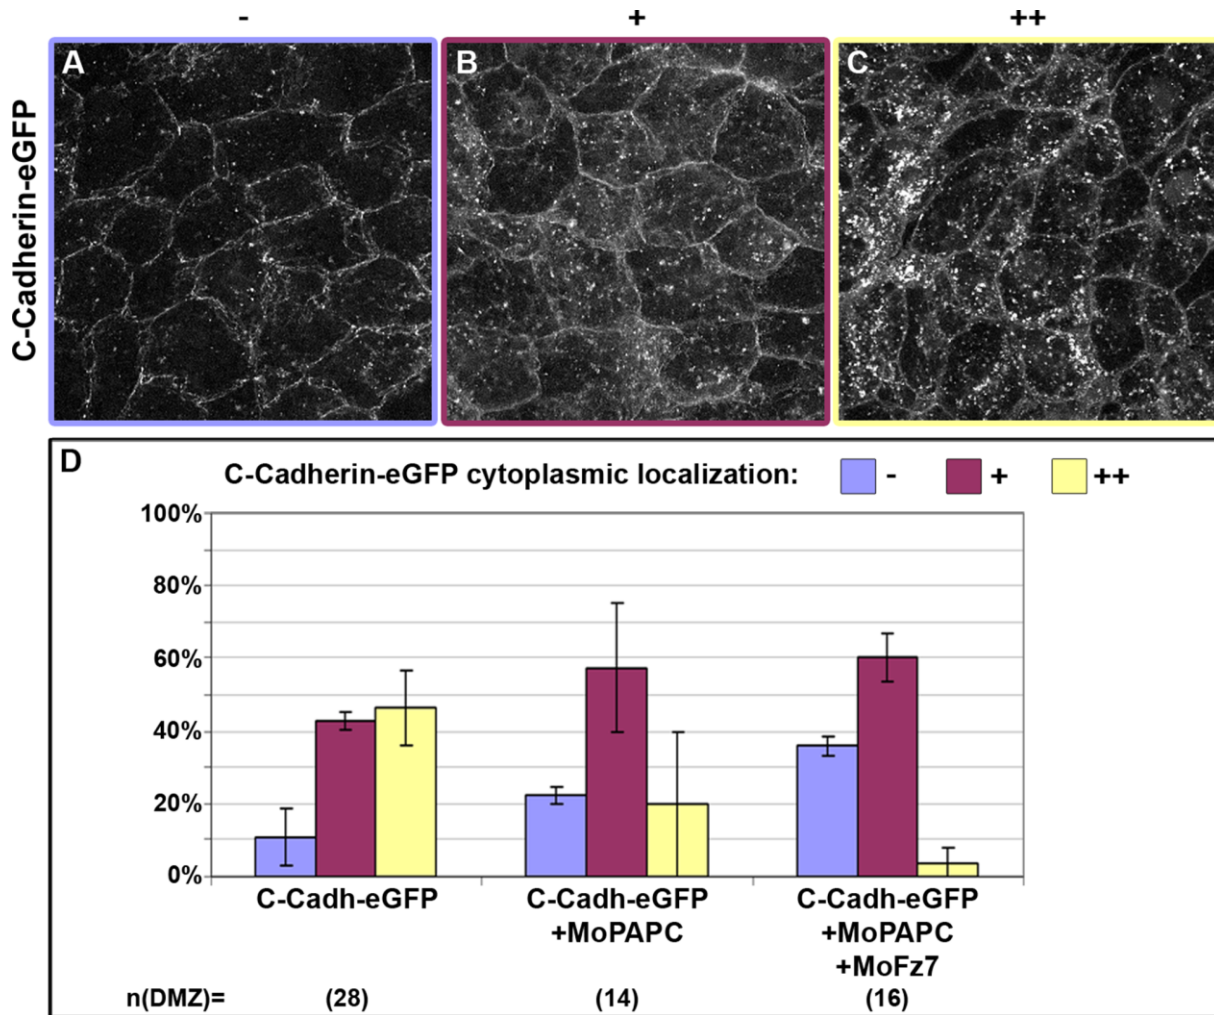 - + ++
C-Cadherin-eGFP
A B C
D
C-Cadherin-eGFP cytoplasmic localization: - + ++
100%
80%
60%
40%
20%
0%
C-Cadh-eGFP C-Cadh-eGFP C-Cadh-eGFP
+MoPAPC +MoPAPC
+MoFz7
n(DMZ)= (28) (14) (16)